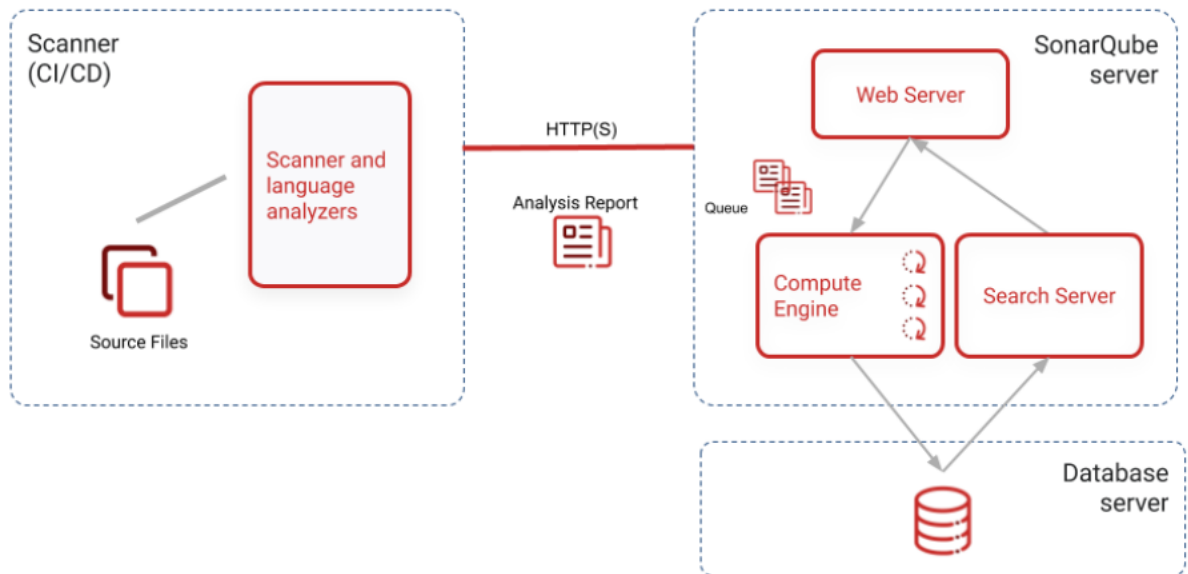 Scanner
(CI/CD)
Scanner and
language
analyzers
Source Files
HTTP(S)
Analysis Report
SonarQube
server
Web Server
Queue
Compute
Engine
Search Server
Database
server